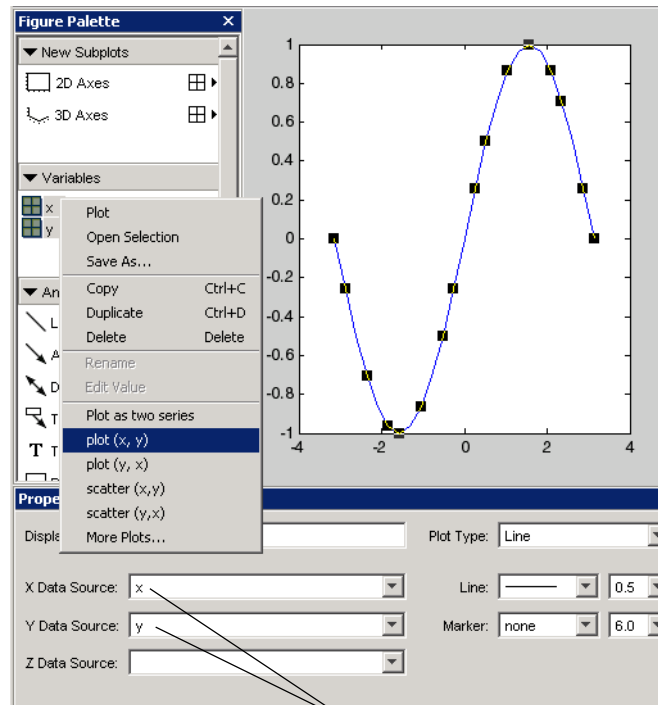 Figure Palette ×
New Subplots
2D Axes
3D Axes
Variables
x
y
An
L
A
D
T
T T
Plot
Open Selection
Save As...
Copy Ctrl+C
Duplicate Ctrl+D
Delete Delete
Rename
Edit Value
Plot as two series
plot (x, y)
plot (y, x)
scatter (x,y)
scatter (y,x)
More Plots...
1
0.8
0.6
0.4
0.2
0
-0.2
-0.4
-0.6
-0.8
-1
-4 -2 0 2 4
Prope
Displa
Plot Type: Line
X Data Source: x
Line: 0.5
Y Data Source: y
Marker: none 6.0
Z Data Source: